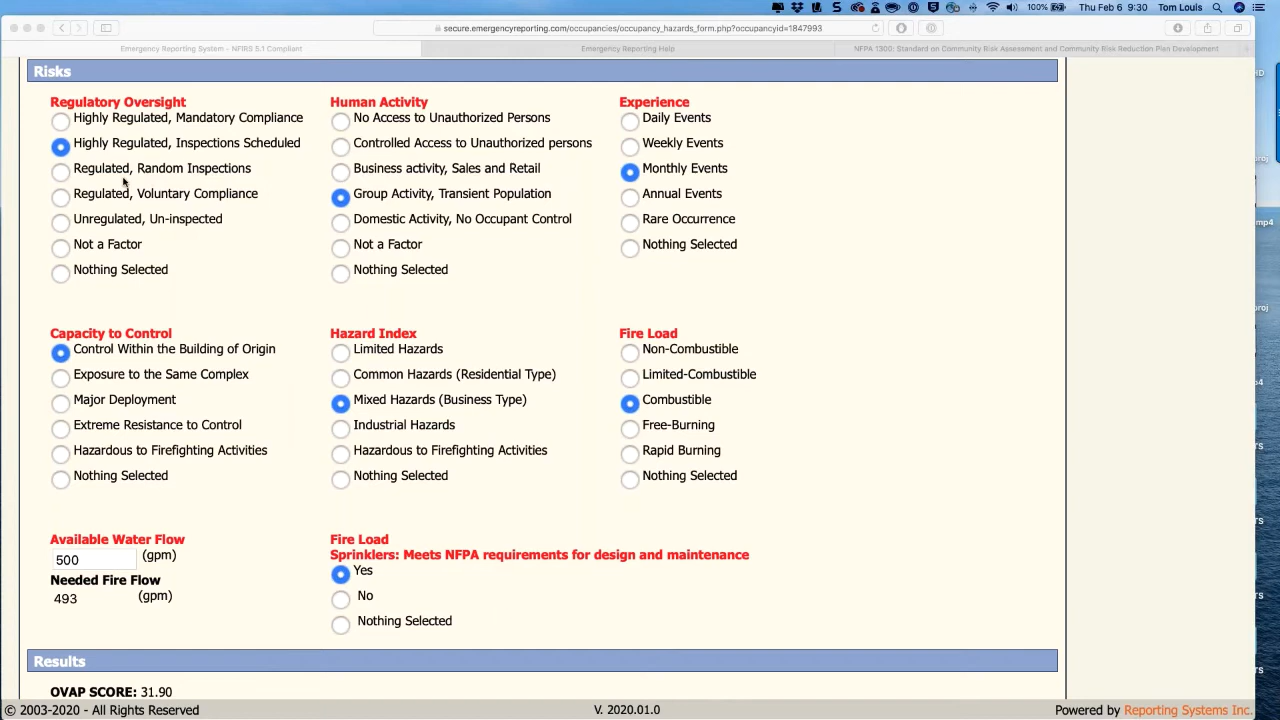 100% Thu Feb 6 9:30 Tom Louis
secure.emergencyreporting.com/occupancies/occupancy_hazards_form.php?occupancyid=1847993
Emergency Reporting System - NFIRS 5.1 Compliant
Emergency Reporting Help
NFPA 1300: Standard on Community Risk Assessment and Community Risk Reduction Plan Development
Risks
Regulatory Oversight
Highly Regulated, Mandatory Compliance
Highly Regulated, Inspections Scheduled
Regulated, Random Inspections
Regulated, Voluntary Compliance
Unregulated, Un-inspected
Not a Factor
Nothing Selected
Human Activity
No Access to Unauthorized Persons
Controlled Access to Unauthorized persons
Business activity, Sales and Retail
Group Activity, Transient Population
Domestic Activity, No Occupant Control
Not a Factor
Nothing Selected
Experience
Daily Events
Weekly Events
Monthly Events
Annual Events
Rare Occurrence
Nothing Selected
Capacity to Control
Control Within the Building of Origin
Exposure to the Same Complex
Major Deployment
Extreme Resistance to Control
Hazardous to Firefighting Activities
Nothing Selected
Hazard Index
Limited Hazards
Common Hazards (Residential Type)
Mixed Hazards (Business Type)
Industrial Hazards
Hazardous to Firefighting Activities
Nothing Selected
Fire Load
Non-Combustible
Limited-Combustible
Combustible
Free-Burning
Rapid Burning
Nothing Selected
Available Water Flow
500 (gpm)
Needed Fire Flow
493 (gpm)
Fire Load
Sprinklers: Meets NFPA requirements for design and maintenance
Yes
No
Nothing Selected
Results
OVAP SCORE: 31.90
© 2003-2020 - All Rights Reserved
V. 2020.01.0
Powered by Reporting Systems Inc.